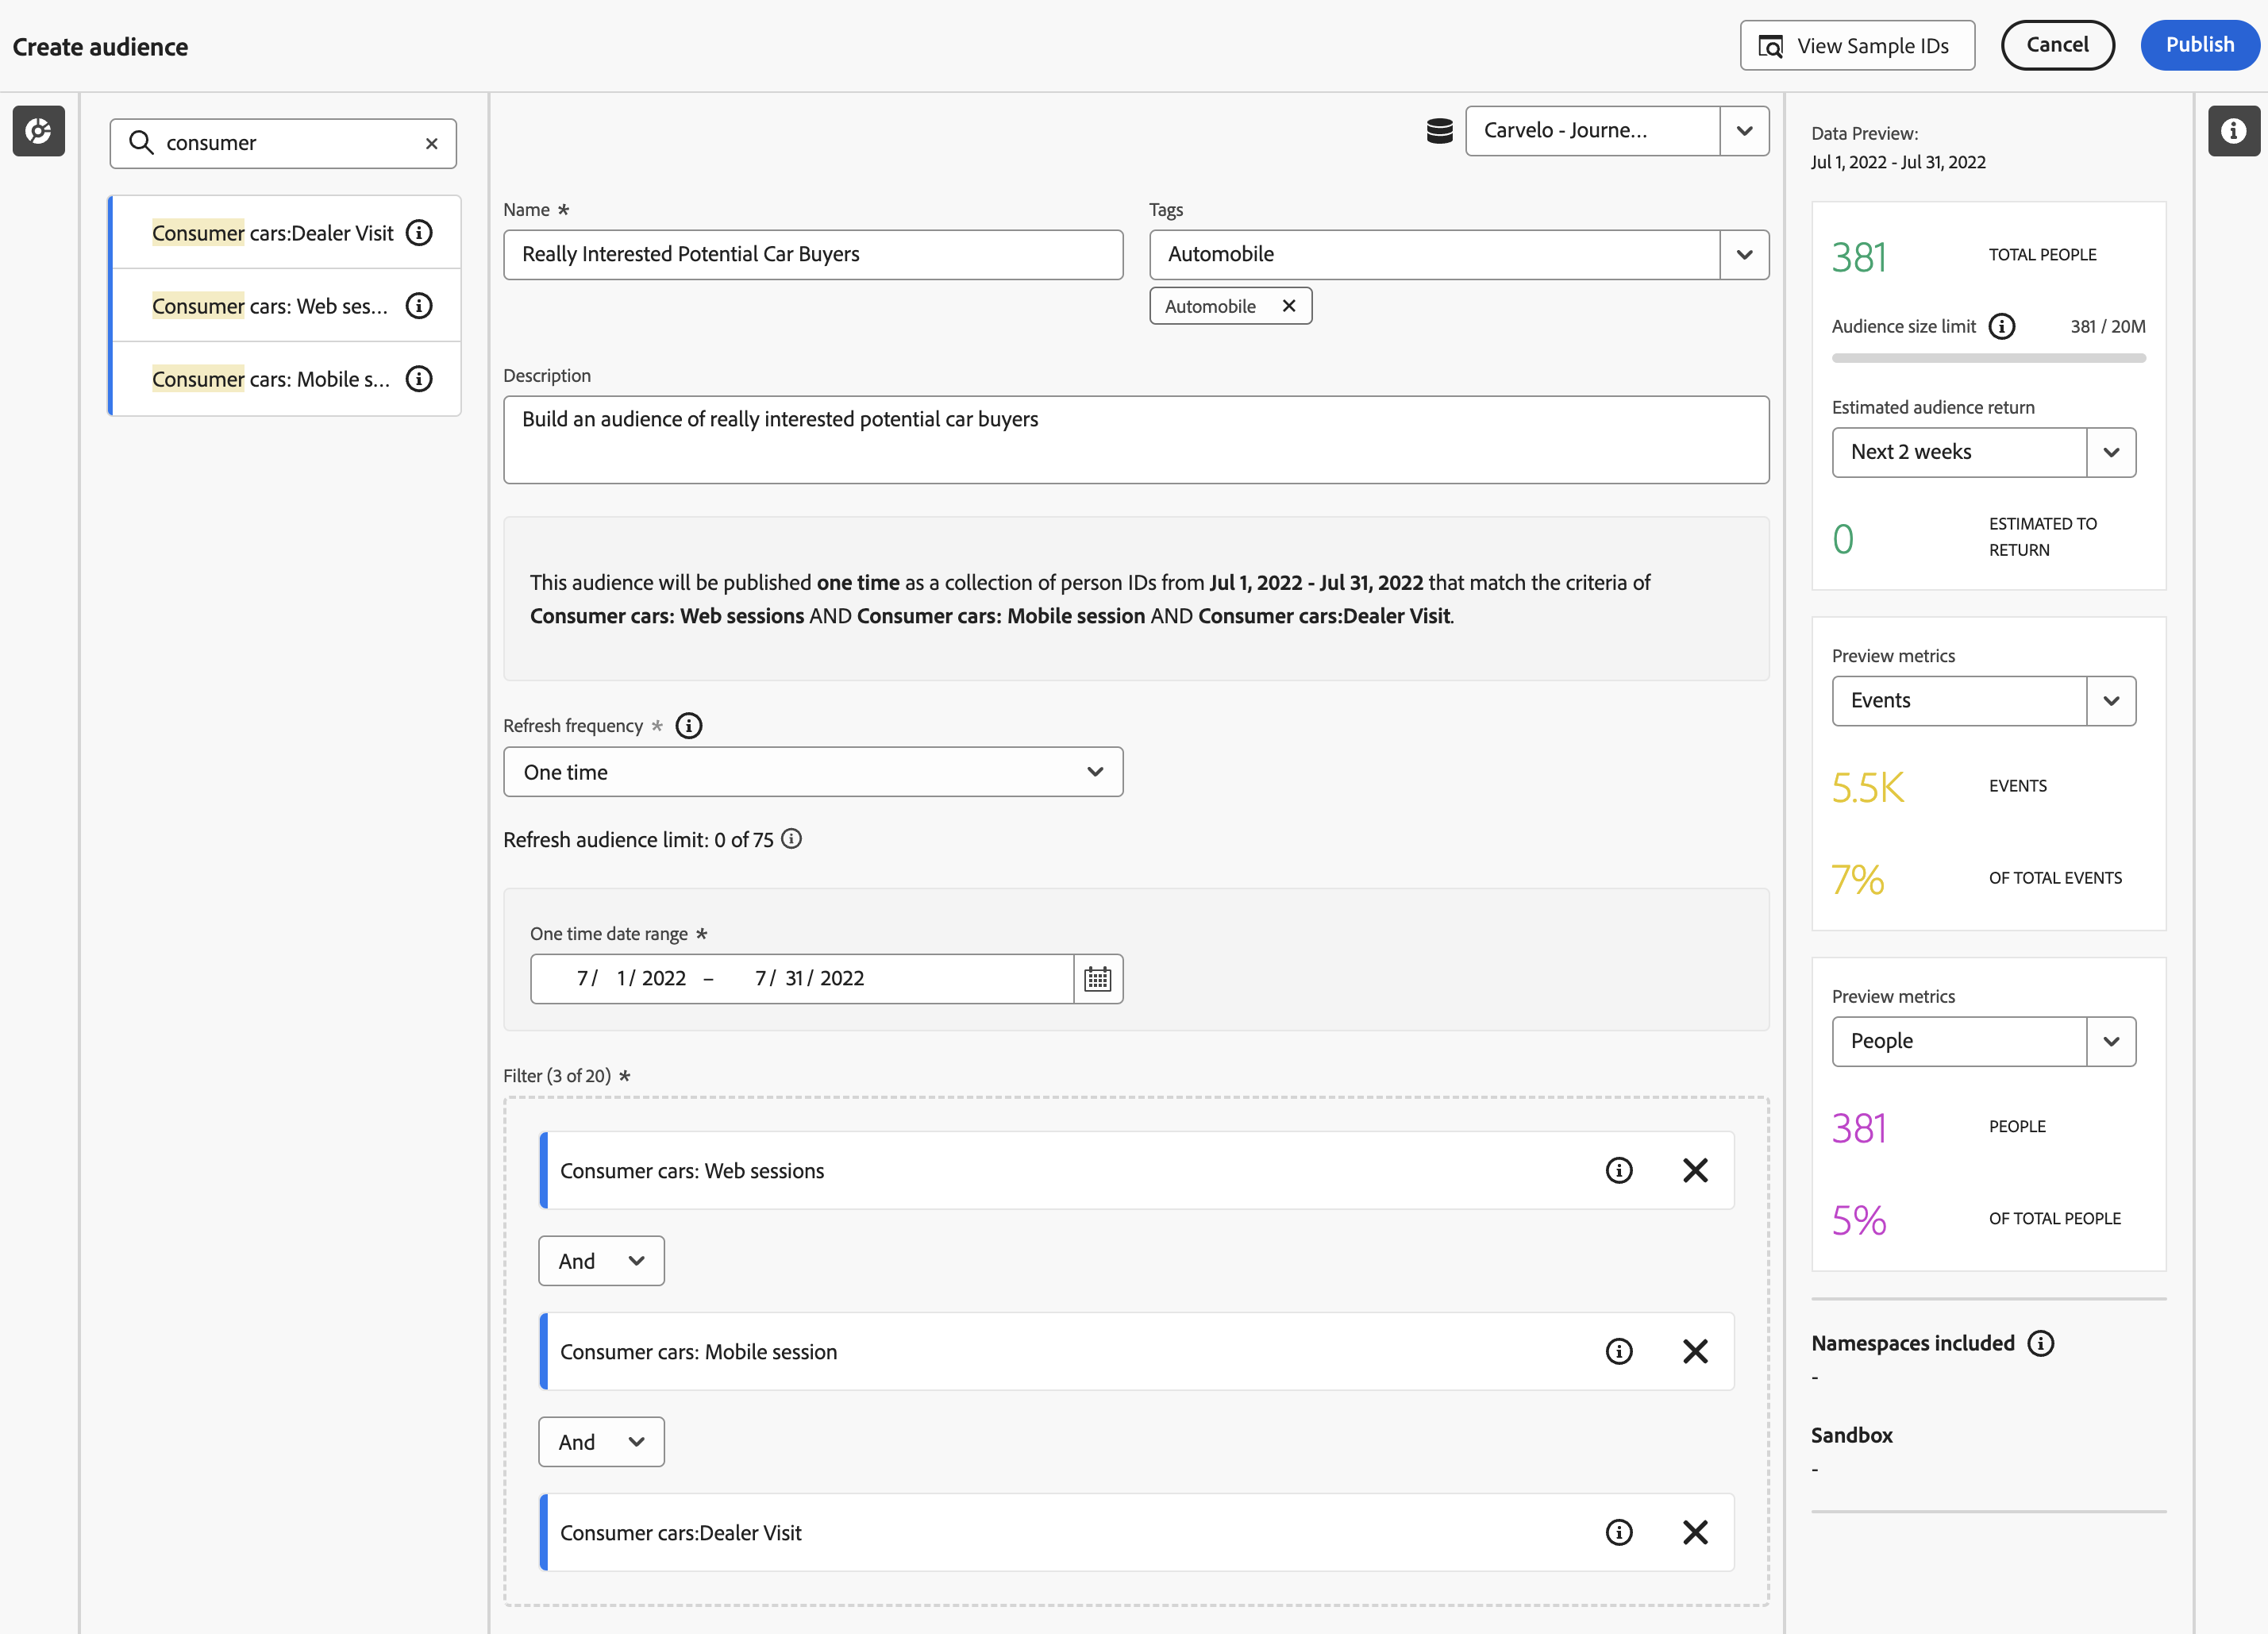 Create audience
View Sample IDs
Cancel
Publish
consumer
Consumer cars:Dealer Visit
Consumer cars: Web ses...
Consumer cars: Mobile s...
Carvelo - Journe...
Name *
Really Interested Potential Car Buyers
Tags
Automobile
Automobile
Description
Build an audience of really interested potential car buyers
This audience will be published one time as a collection of person IDs from Jul 1, 2022 - Jul 31, 2022 that match the criteria of
Consumer cars: Web sessions AND Consumer cars: Mobile session AND Consumer cars:Dealer Visit.
Refresh frequency *
One time
Refresh audience limit: 0 of 75
One time date range *
7/ 1/ 2022 – 7/ 31/ 2022
Filter (3 of 20) *
Consumer cars: Web sessions
And
Consumer cars: Mobile session
And
Consumer cars:Dealer Visit
Data Preview:
Jul 1, 2022 - Jul 31, 2022
381 TOTAL PEOPLE
Audience size limit 381 / 20M
Estimated audience return
Next 2 weeks
0 ESTIMATED TO
RETURN
Preview metrics
Events
5.5K EVENTS
7% OF TOTAL EVENTS
Preview metrics
People
381 PEOPLE
5% OF TOTAL PEOPLE
Namespaces included
-
Sandbox
-